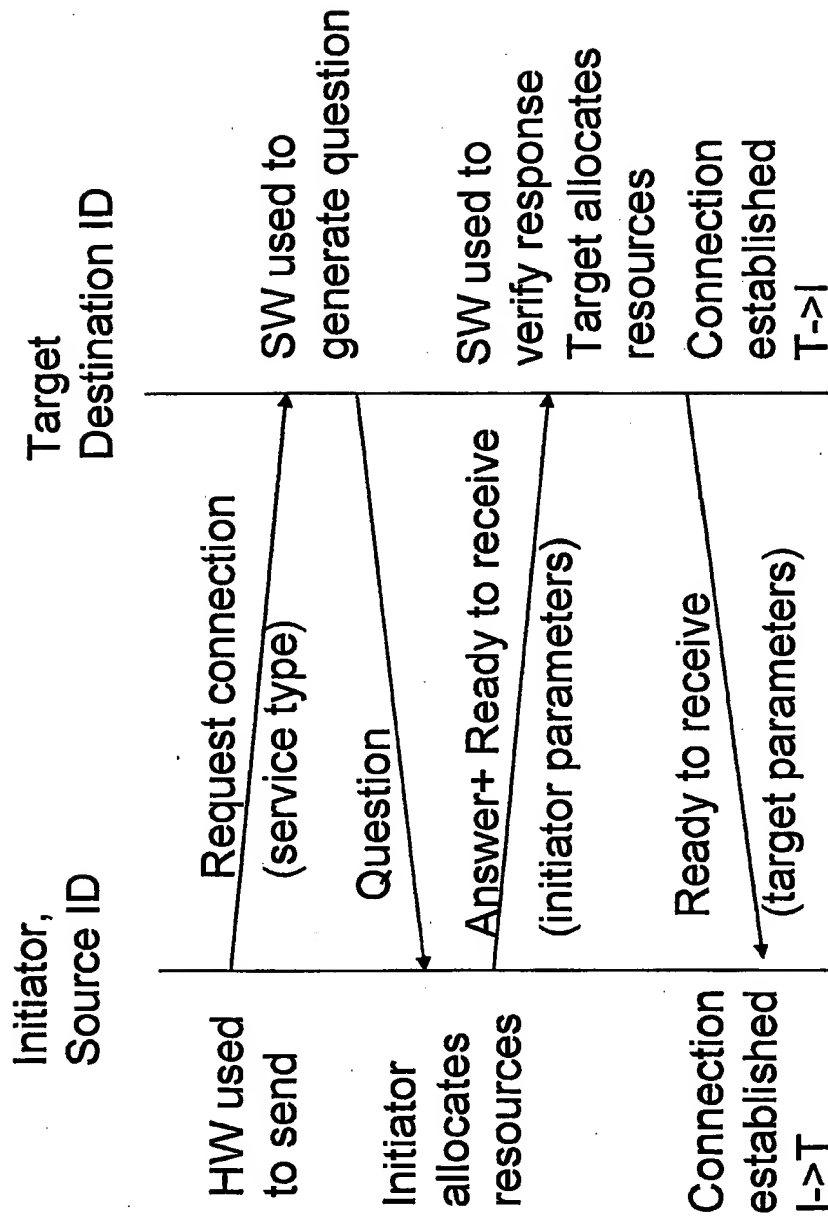 Initiator,
Source ID
Target
Destination ID
HW used
to send
Request connection
(service type)
SW used to
generate question
Question
Initiator
allocates
resources
Answer+ Ready to receive
(initiator parameters)
SW used to
verify response
Target allocates
resources
Ready to receive
(target parameters)
Connection
established
T->I
Connection
established
I->T